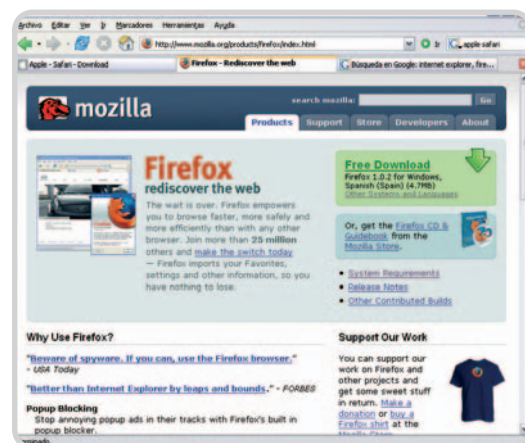 Archivo Editar Ver Ir Marcadores Herramientas Ayuda
http://www.mozilla.org/products/firefox/index.html Ir apple safari
Apple - Safari - Download Firefox - Rediscover the web Búsqueda en Google: internet explorer, fire...
mozilla
search mozilla: Go
Products Support Store Developers About
Firefox
rediscover the web
The wait is over. Firefox empowers
you to browse faster, more safely and
more efficiently than with any other
browser. Join more than 25 million
others and make the switch today
— Firefox imports your Favorites,
settings and other information, so you
have nothing to lose.
Free Download
Firefox 1.0.2 for Windows,
Spanish (Spain) (4.7MB)
Other Systems and Languages
Or, get the Firefox CD &
Guidebook from the
Mozilla Store.
• System Requirements
• Release Notes
• Other Contributed Builds
Why Use Firefox?
"Beware of spyware. If you can, use the Firefox browser."
- USA Today
"Better than Internet Explorer by leaps and bounds." - FORBES
Popup Blocking
Stop annoying popup ads in their tracks with Firefox's built in
popup blocker.
Support Our Work
You can support our
work on Firefox and
other projects and
get some sweet stuff
in return. Make a
donation or buy a
Firefox shirt at the
Mozilla Store